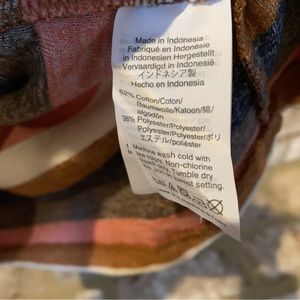 Made in Indonesia
Fabriqué en Indonésie
in Indonesien Hergestellt
Vervaardigd in Indonesië
インドネシア製
Hecho en Indonesia
62% Cotton/Coton/
Baumwolle/Katoen/綿/
algodón
38% Polyester/Polyester/
Polyester/Polyester/ポリ
エステル/poliéster
Machine wash cold with
like colors. Non-chlorine
Tumble dry
lowest setting.